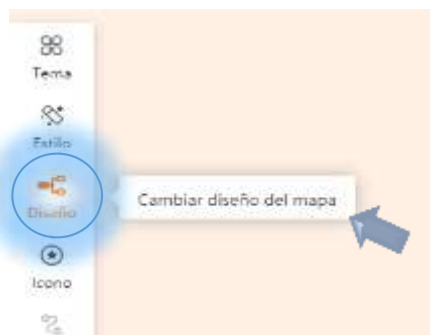 Tema
Estilo
Diseño
Cambiar diseño del mapa
Icono